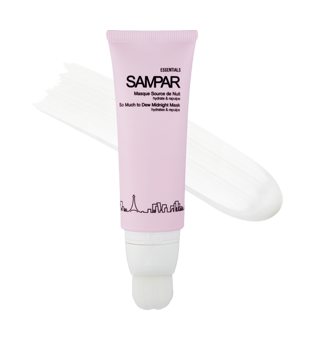 ESSENTIALS
SAMPAR
Masque Source de Nuit
hydrate & repulpe
So Much to Dew Midnight Mask
hydrates & repulps